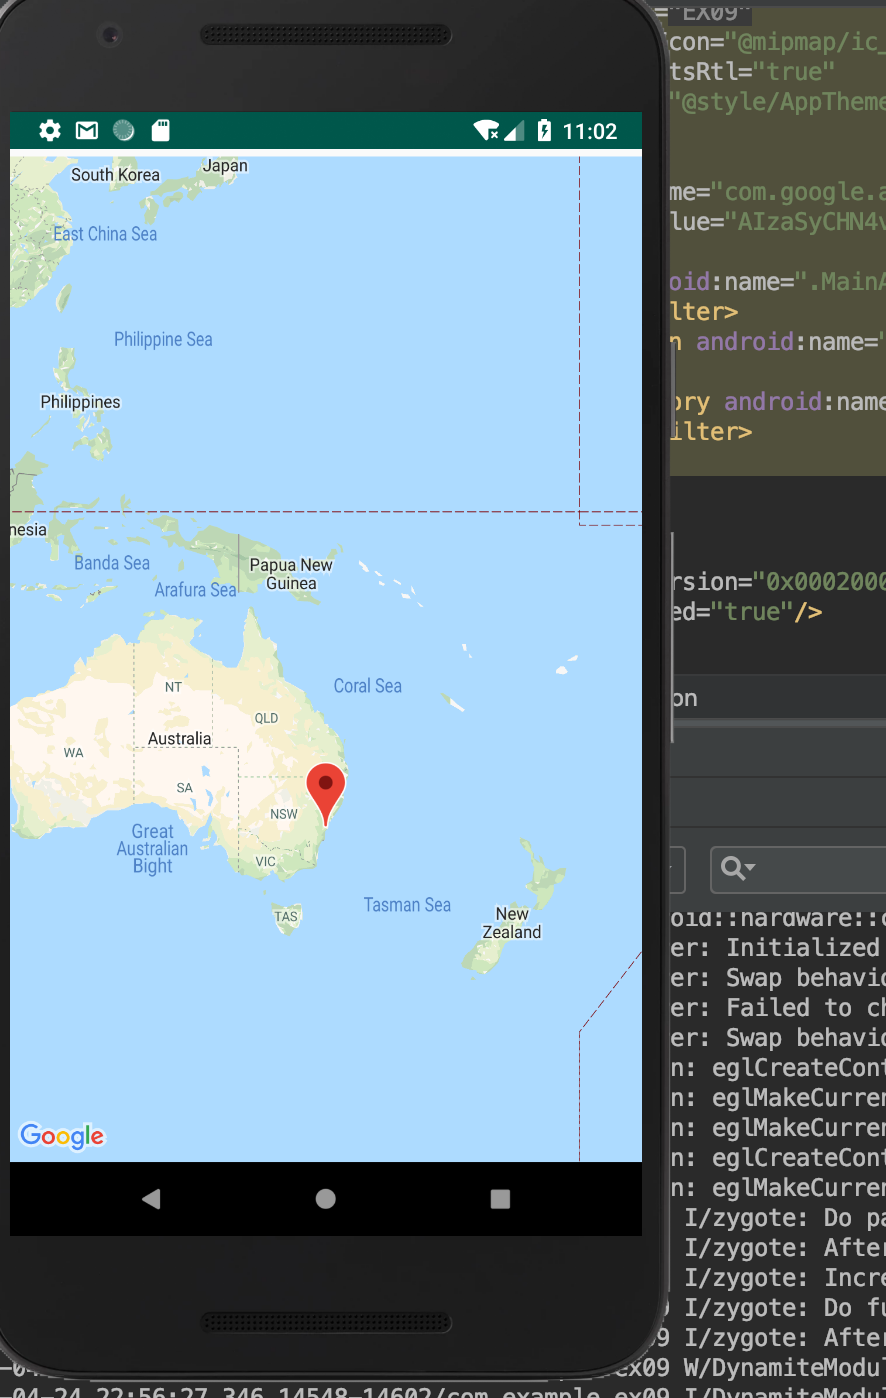 ="EX09"
con="@mipmap/ic_
tsRtl="true"
"@style/AppTheme
11:02
South Korea
Japan
East China Sea
Philippine Sea
Philippines
nesia
Banda Sea
Arafura Sea
Papua New
Guinea
Coral Sea
NT
QLD
Australia
WA
SA
NSW
Great
Australian
Bight
VIC
Tasman Sea
TAS
New
Zealand
Google
me="com.google.a
lue="AIzaSyCHN4v
oid:name=".MainA
lter>
n android:name="
ory android:name
ilter>
rsion="0x0002000
ed="true"/>
on
oid::hardware::c
er: Initialized
er: Swap behavio
er: Failed to ch
er: Swap behavio
n: eglCreateCont
n: eglMakeCurren
n: eglMakeCurren
n: eglCreateCont
n: eglMakeCurren
I/zygote: Do pa
I/zygote: After
I/zygote: Incre
9 I/zygote: Do fu
9 I/zygote: After
ex09 W/DynamiteModul
-04-24 22:56:27.346 14548-14602/com.example.ex09 I/DynamiteModul